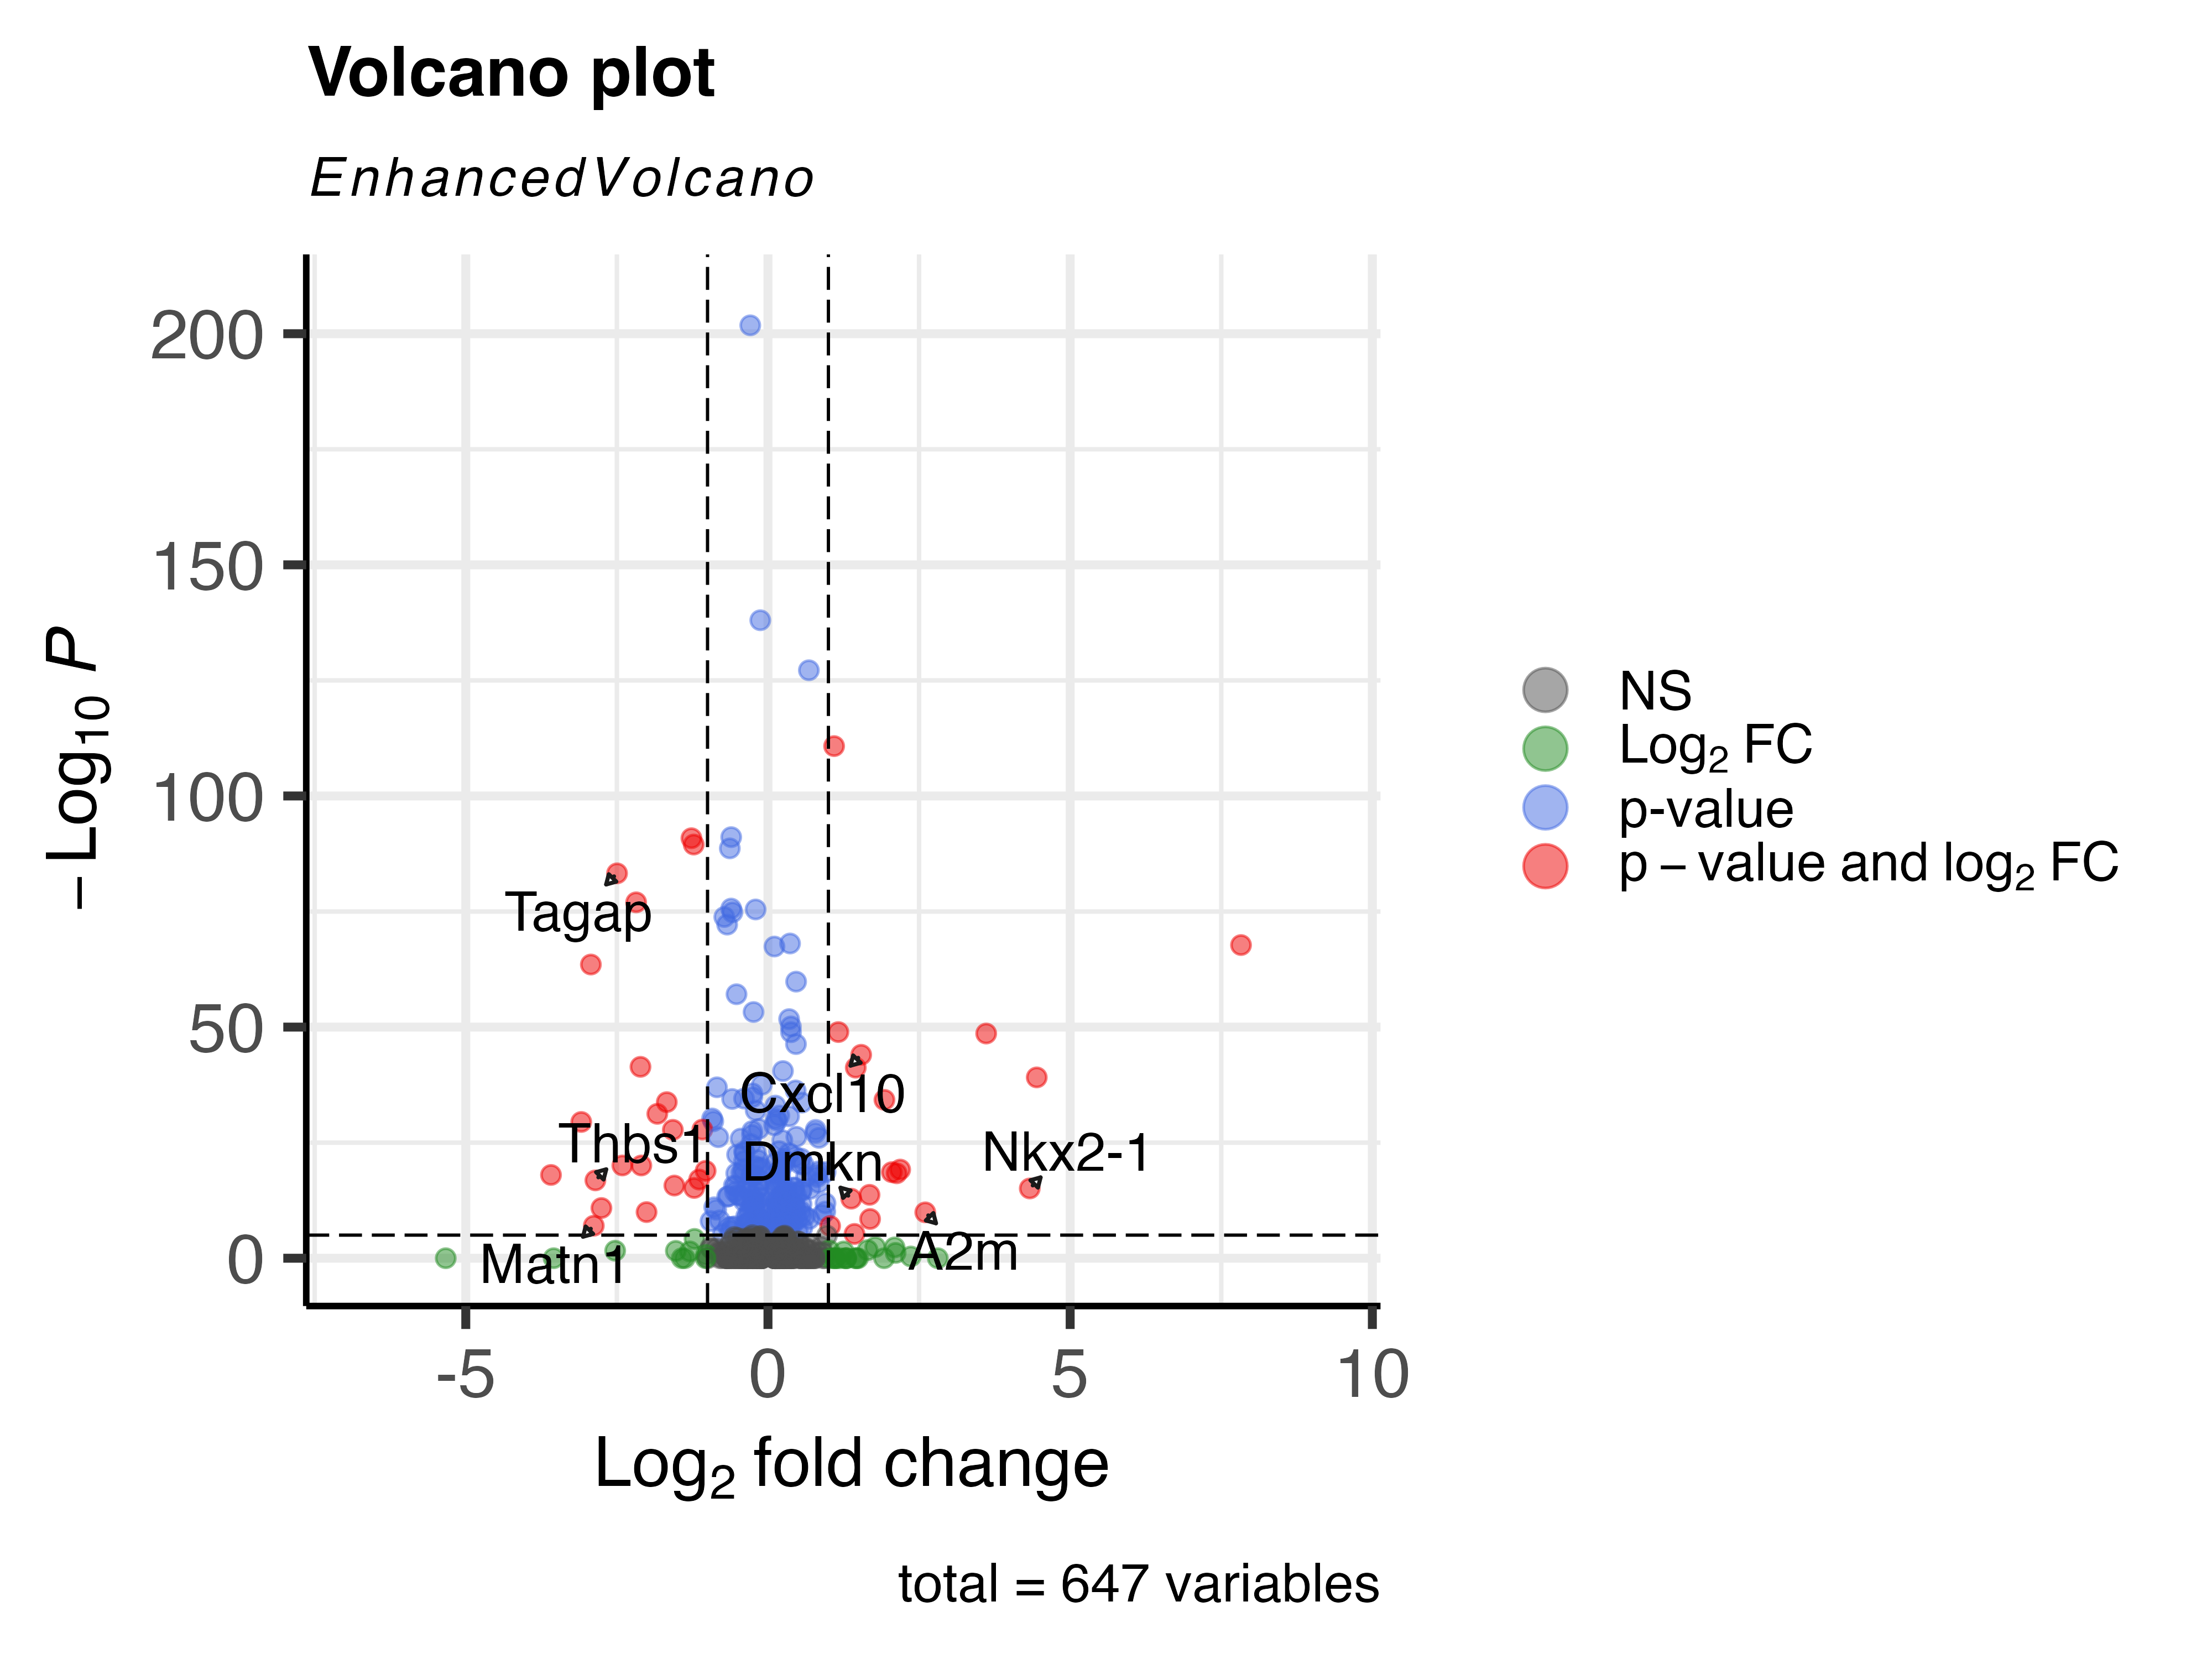 Volcano plot
EnhancedVolcano
– Log₁₀ P
200
150
100
50
0
Tagap
Cxcl10
Thbs1
Dmkn
Nkx2-1
Matn1
A2m
-5 0 5 10
Log₂ fold change
NS
Log₂ FC
p-value
p – value and log₂ FC
total = 647 variables